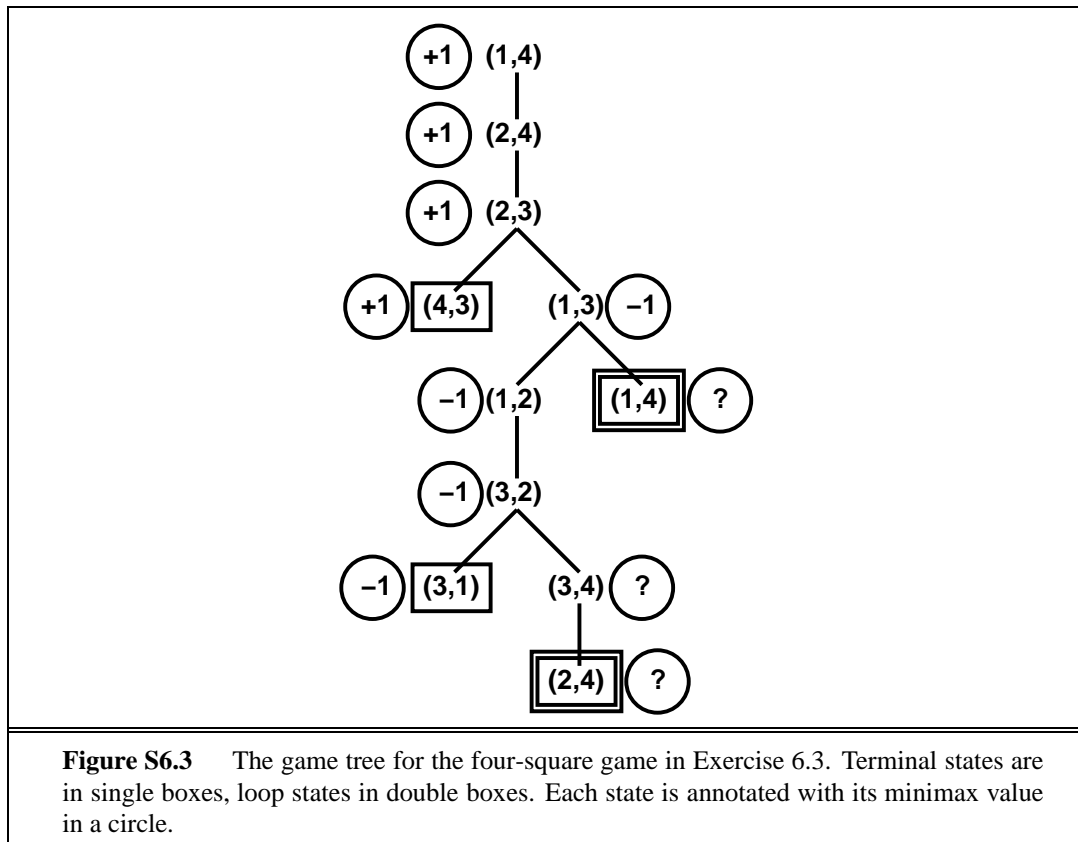 +1 (1,4)
+1 (2,4)
+1 (2,3)
+1 (4,3) (1,3) −1
−1 (1,2) (1,4) ?
−1 (3,2)
−1 (3,1) (3,4) ?
(2,4) ?
Figure S6.3 The game tree for the four-square game in Exercise 6.3. Terminal states are
in single boxes, loop states in double boxes. Each state is annotated with its minimax value
in a circle.